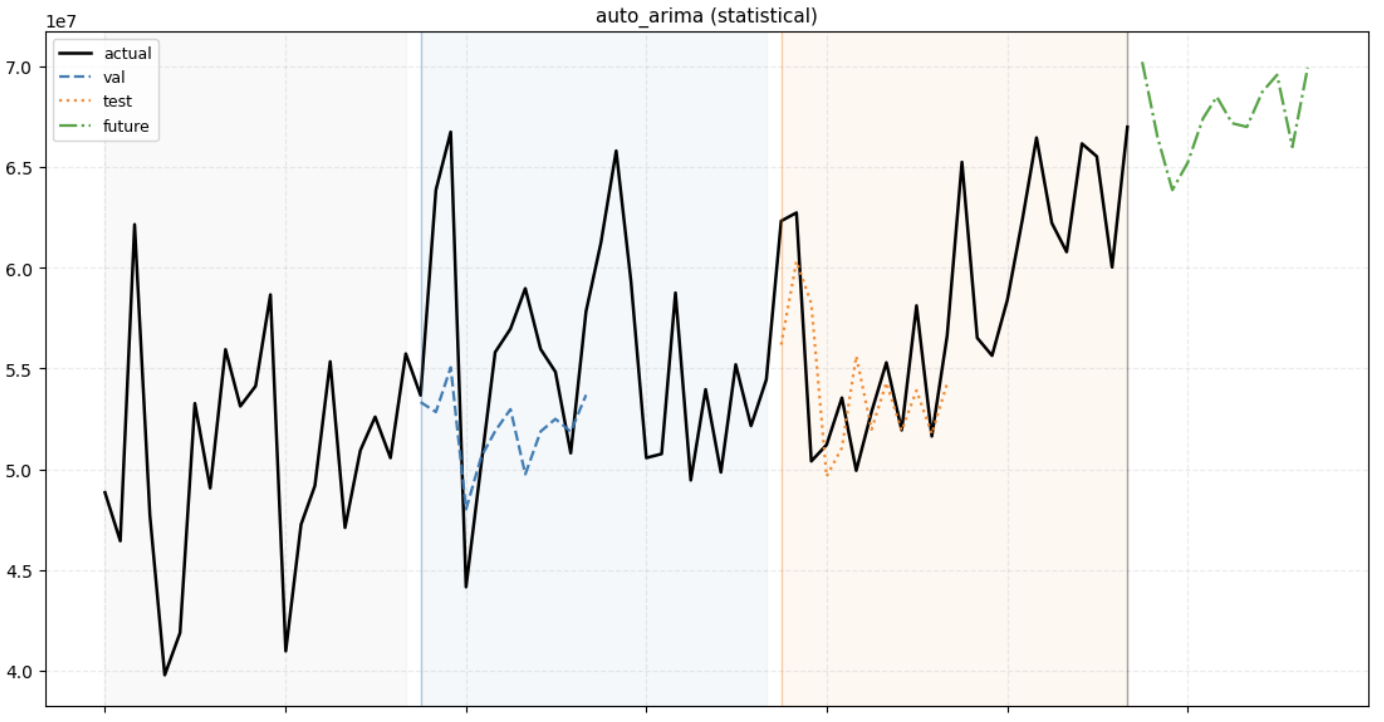 auto_arima (statistical)
1e7
actual
val
test
future
7.0
6.5
6.0
5.5
5.0
4.5
4.0